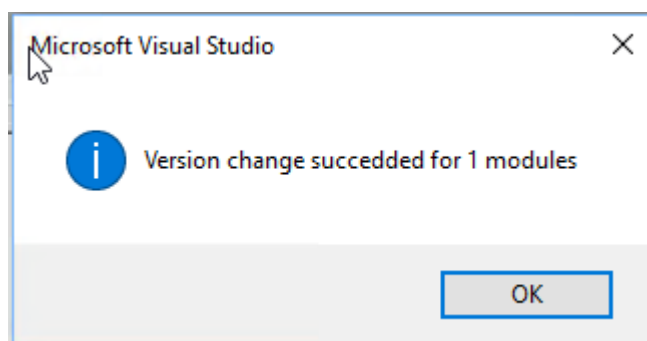 Microsoft Visual Studio
Version change succedded for 1 modules
OK